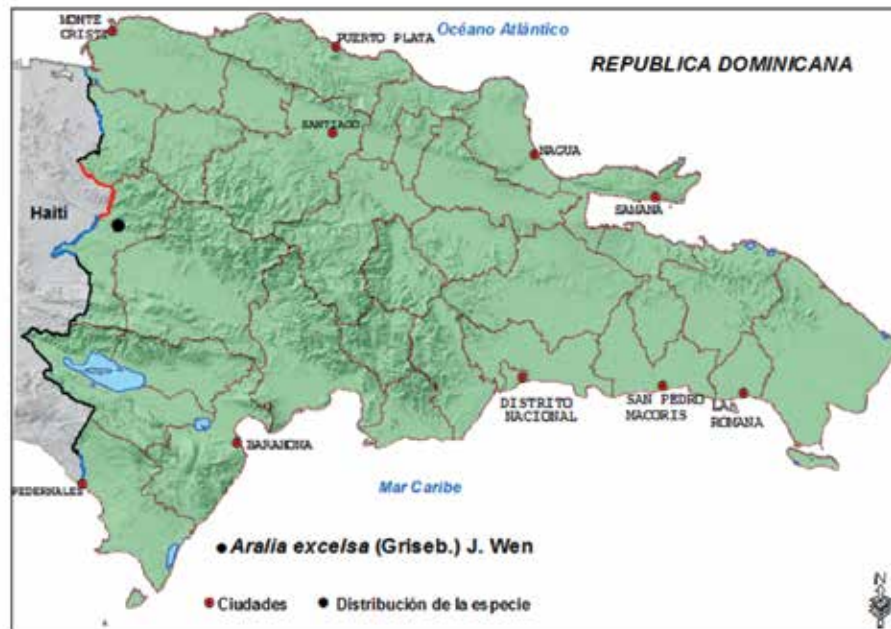 MONTE
CRISTI
PUERTO PLATA
Océano Atlántico
REPUBLICA DOMINICANA
SANTIAGO
NAGUA
SAMANA
Haití
DISTRITO
NACIONAL
SAN PEDRO
MACORIS
LA
ROMANA
BARAHONA
PEDERNALES
Mar Caribe
Aralia excelsa (Griseb.) J. Wen
Ciudades
Distribución de la especie
N